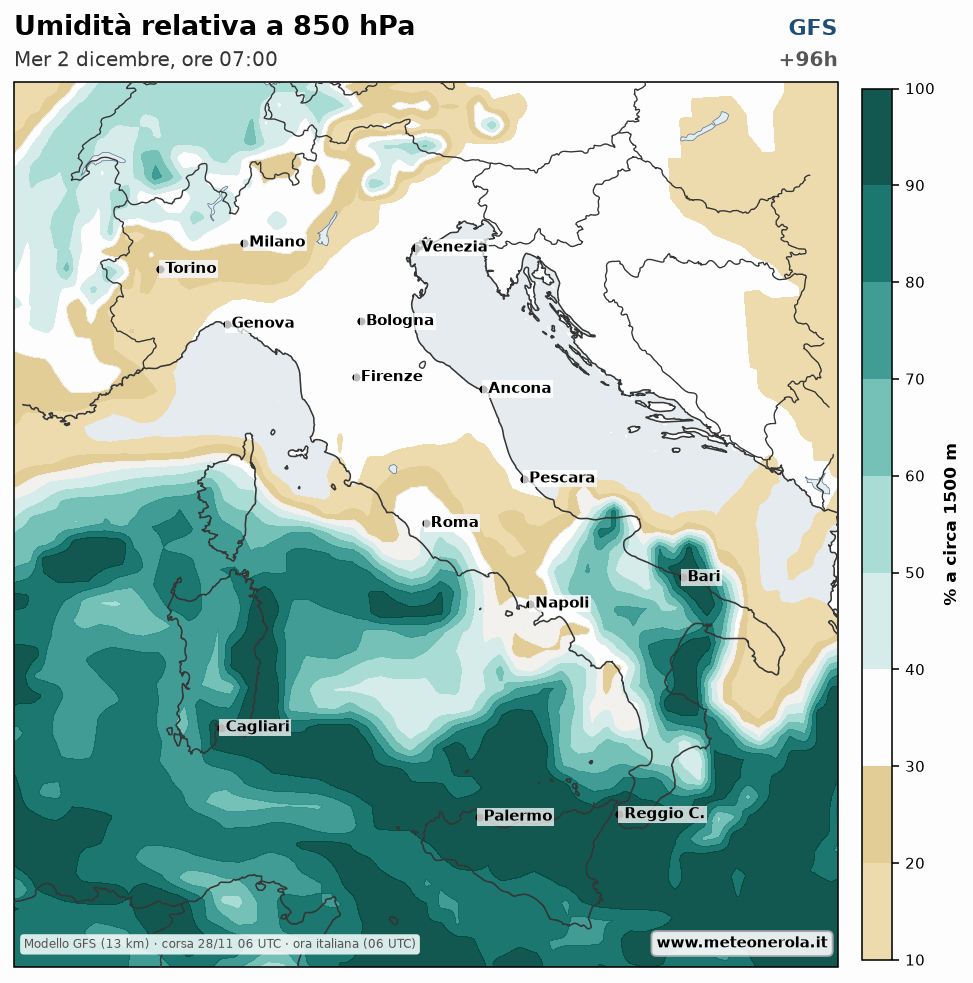 Umidità relativa a 850 hPa
GFS
Mer 2 dicembre, ore 07:00
+96h
Milano
Venezia
Torino
Genova
Bologna
Firenze
Ancona
Pescara
Roma
Bari
Napoli
Cagliari
Palermo
Reggio C.
100
90
80
70
60
50
40
30
20
10
% a circa 1500 m
Modello GFS (13 km) · corsa 28/11 06 UTC · ora italiana (06 UTC)
www.meteonerola.it